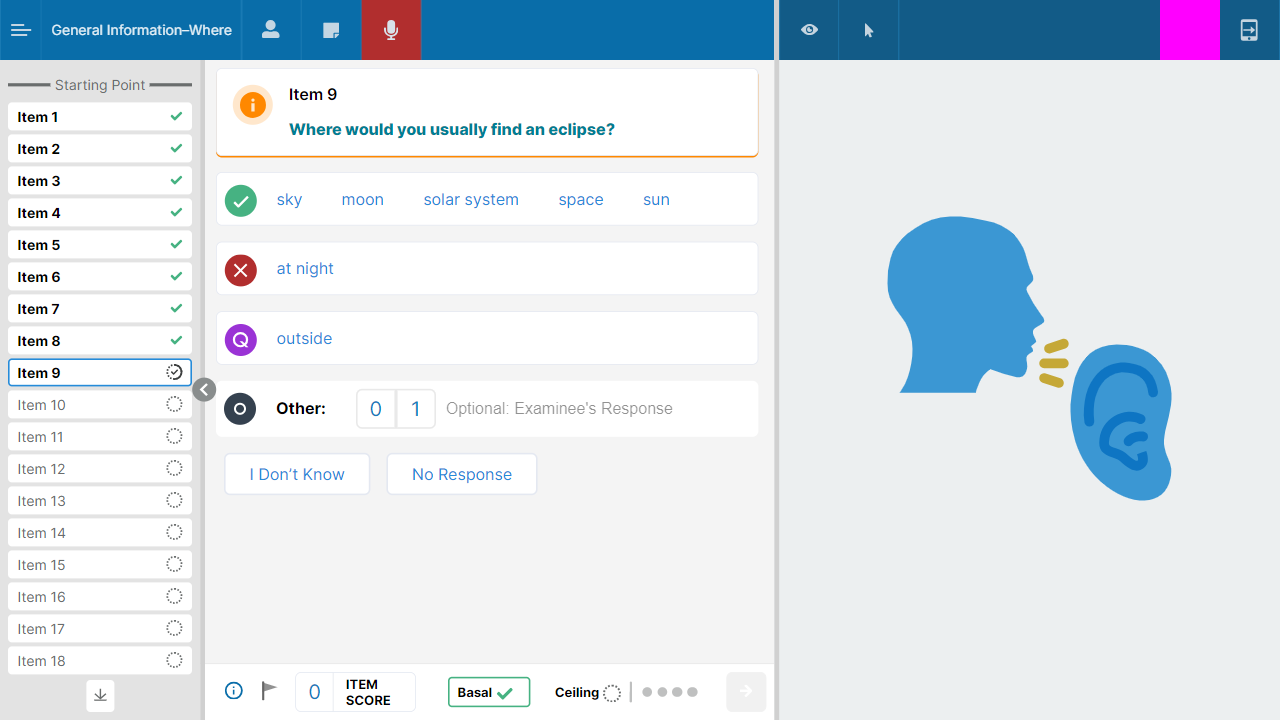 General Information–Where
Starting Point
Item 1
Item 2
Item 3
Item 4
Item 5
Item 6
Item 7
Item 8
Item 9
Item 10
Item 11
Item 12
Item 13
Item 14
Item 15
Item 16
Item 17
Item 18
Item 9
Where would you usually find an eclipse?
sky moon solar system space sun
at night
Q outside
Other: 0 1 Optional: Examinee's Response
I Don't Know No Response
0 ITEM SCORE Basal Ceiling